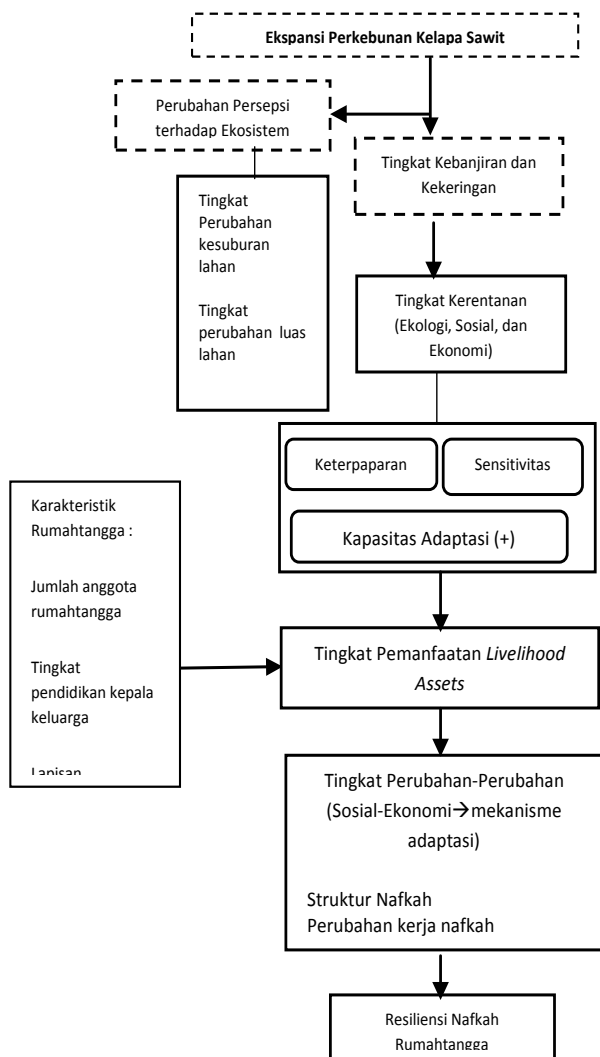 Ekspansi Perkebunan Kelapa Sawit
Perubahan Persepsi
terhadap Ekosistem
Tingkat Kebanjiran dan
Kekeringan
Tingkat
Perubahan
kesuburan
lahan
Tingkat
perubahan luas
lahan
Tingkat Kerentanan
(Ekologi, Sosial, dan
Ekonomi)
Keterpaparan
Sensitivitas
Kapasitas Adaptasi (+)
Karakteristik
Rumahtangga :
Jumlah anggota
rumahtangga
Tingkat
pendidikan kepala
keluarga
Lapisan
Tingkat Pemanfaatan Livelihood
Assets
Tingkat Perubahan-Perubahan
(Sosial-Ekonomi→mekanisme
adaptasi)
Struktur Nafkah
Perubahan kerja nafkah
Resiliensi Nafkah
Rumahtangga